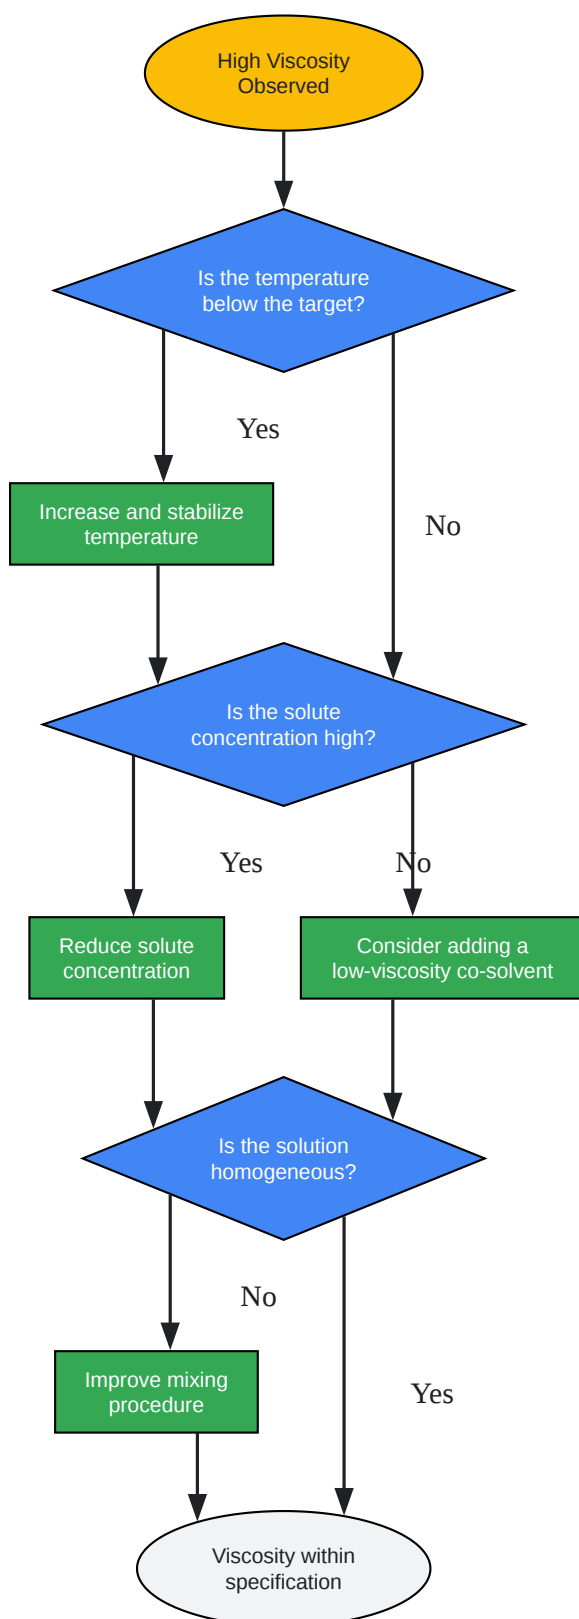 High Viscosity
Observed
Is the temperature
below the target?
Yes
Increase and stabilize
temperature
No
Is the solute
concentration high?
Yes
No
Reduce solute
concentration
Consider adding a
low-viscosity co-solvent
Is the solution
homogeneous?
No
Improve mixing
procedure
Yes
Viscosity within
specification